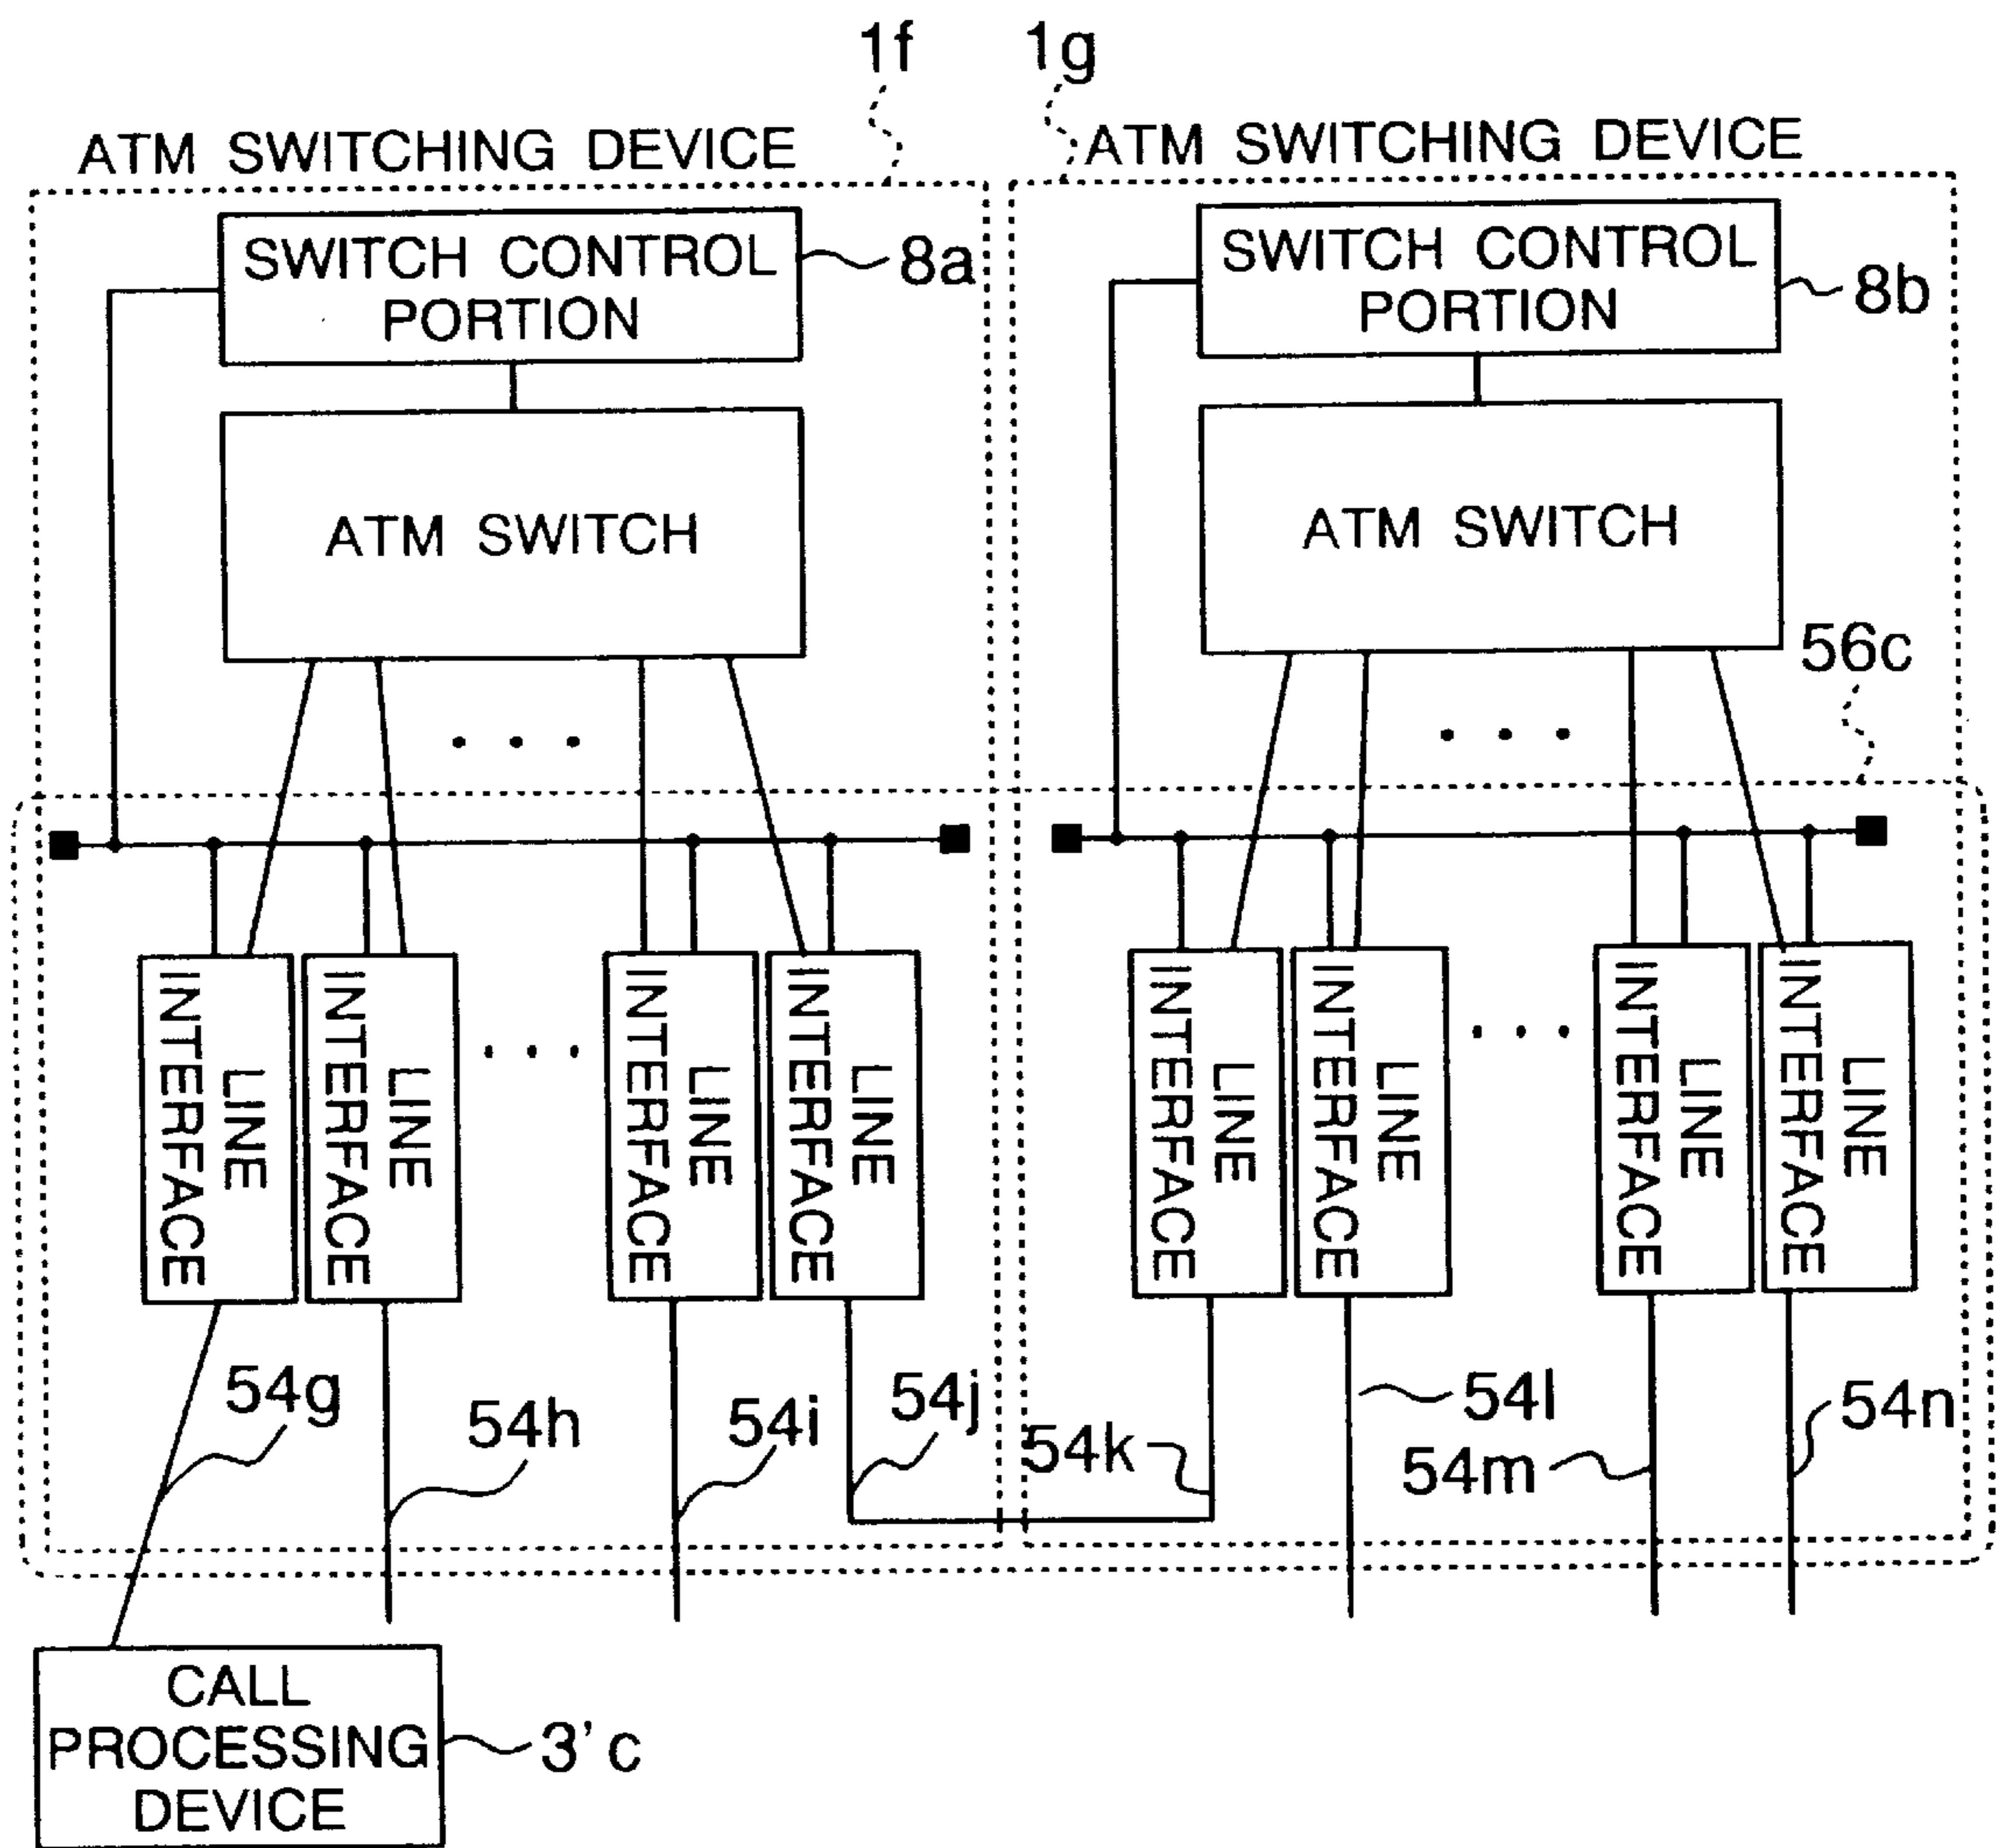 1f
1g
ATM SWITCHING DEVICE
ATM SWITCHING DEVICE
SWITCH CONTROL
PORTION
8a
SWITCH CONTROL
PORTION
8b
ATM SWITCH
ATM SWITCH
56c
LINE
INTERFACE
LINE
INTERFACE
LINE
INTERFACE
LINE
INTERFACE
LINE
INTERFACE
LINE
INTERFACE
LINE
INTERFACE
LINE
INTERFACE
54g
54h
54i
54j
54k
54l
54m
54n
CALL
PROCESSING
DEVICE
3'c